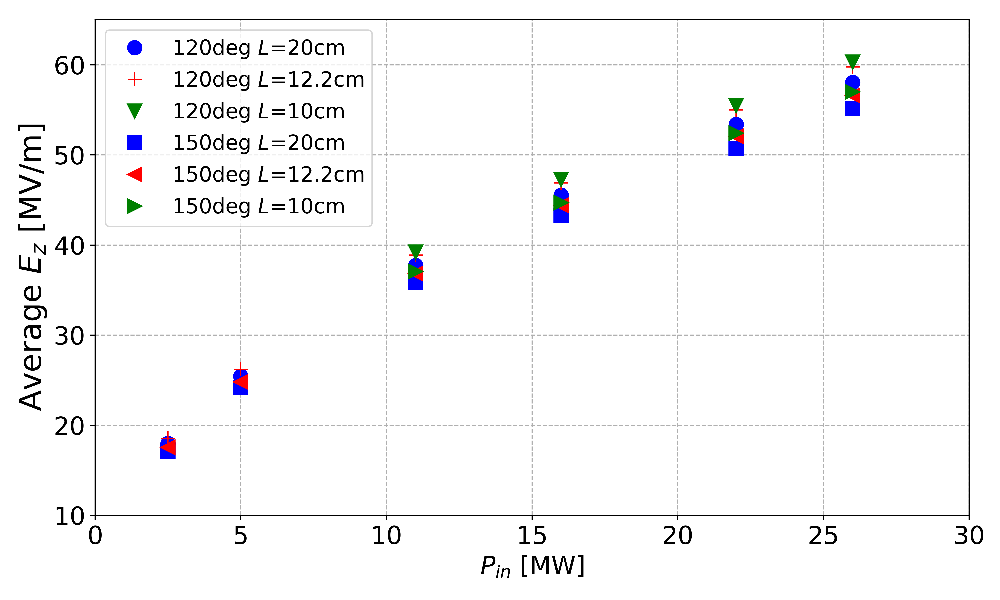 120deg L=20cm
120deg L=12.2cm
120deg L=10cm
150deg L=20cm
150deg L=12.2cm
150deg L=10cm
Average E_z [MV/m]
60
50
40
30
20
10
0 5 10 15 20 25 30
P_in [MW]